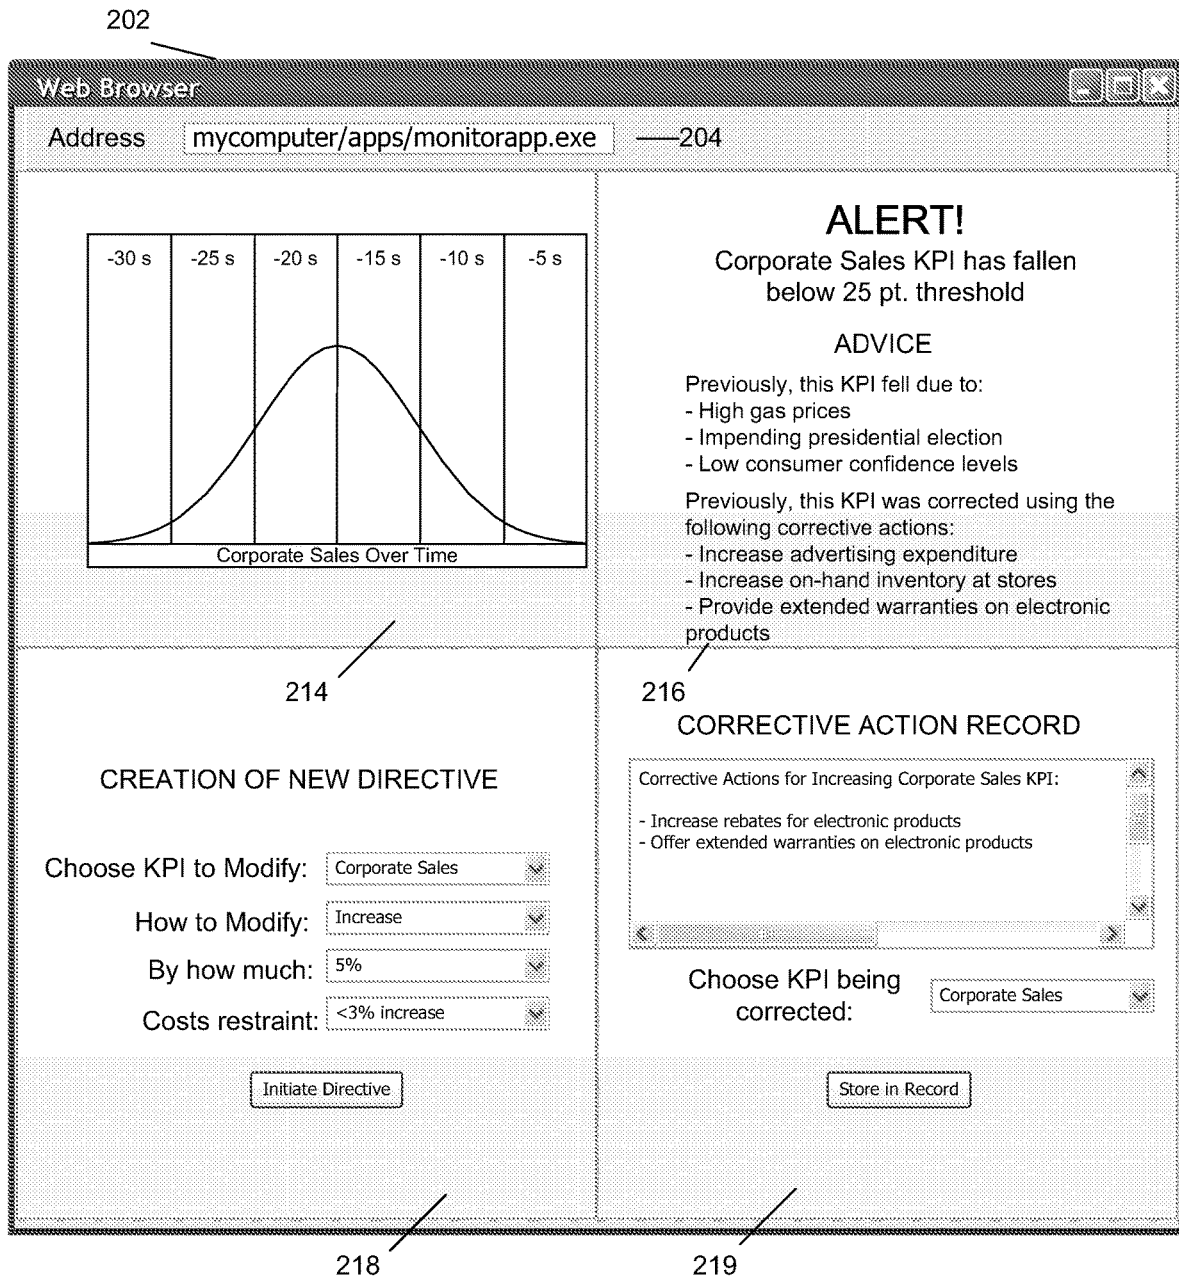 202
Web Browser
Address mycomputer/apps/monitorapp.exe 204
-30 s -25 s -20 s -15 s -10 s -5 s
Corporate Sales Over Time
214
ALERT!
Corporate Sales KPI has fallen
below 25 pt. threshold
ADVICE
Previously, this KPI fell due to:
- High gas prices
- Impending presidential election
- Low consumer confidence levels
Previously, this KPI was corrected using the
following corrective actions:
- Increase advertising expenditure
- Increase on-hand inventory at stores
- Provide extended warranties on electronic
products
216
CREATION OF NEW DIRECTIVE
Choose KPI to Modify: Corporate Sales
How to Modify: Increase
By how much: 5%
Costs restraint: <3% increase
Initiate Directive
218
CORRECTIVE ACTION RECORD
Corrective Actions for Increasing Corporate Sales KPI:
- Increase rebates for electronic products
- Offer extended warranties on electronic products
Choose KPI being
corrected:
Corporate Sales
Store in Record
219